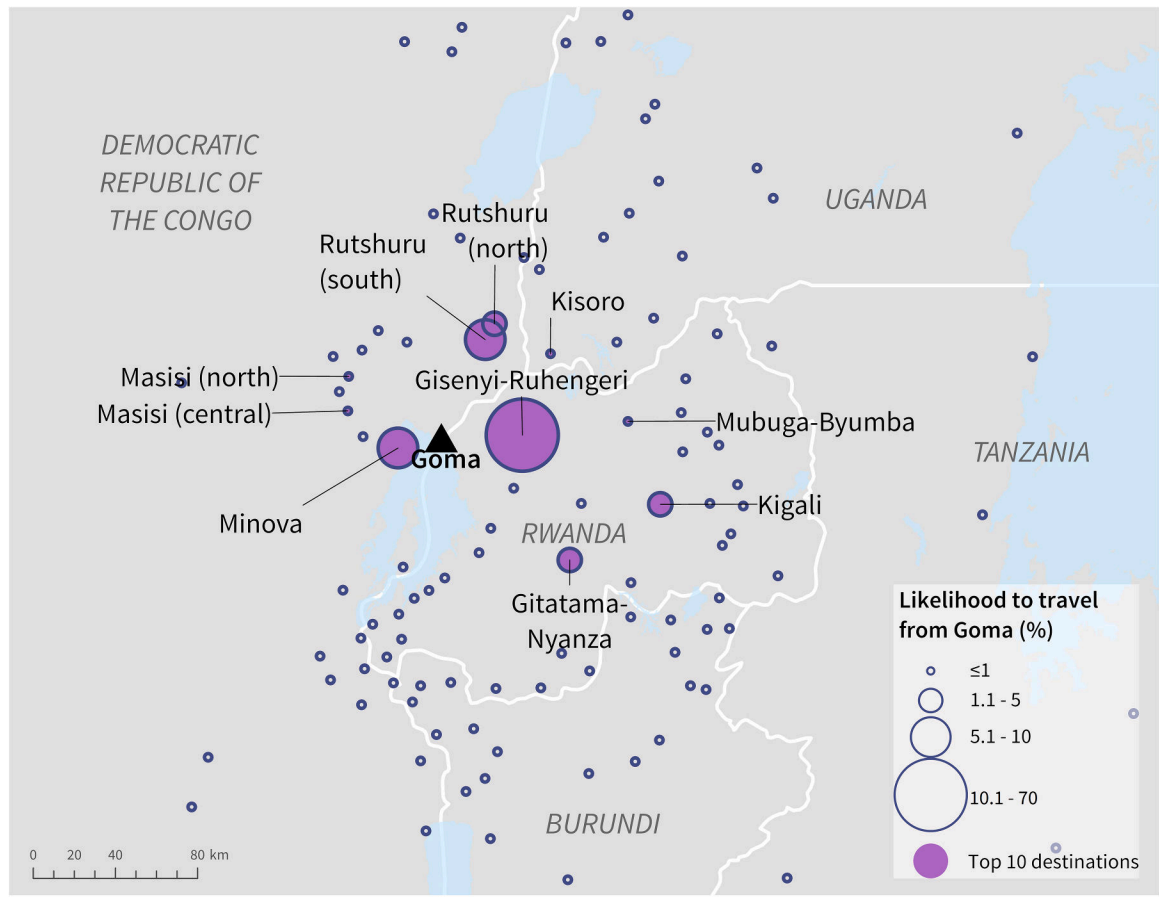 DEMOCRATIC
REPUBLIC OF
THE CONGO
UGANDA
Rutshuru
(north)
Rutshuru
(south)
Kisoro
Masisi (north)
Gisenyi-Ruhengeri
Masisi (central)
Mubuga-Byumba
Goma
TANZANIA
Minova
Kigali
RWANDA
Gitatama-
Nyanza
BURUNDI
Likelihood to travel
from Goma (%)
≤1
1.1 - 5
5.1 - 10
10.1 - 70
Top 10 destinations
0 20 40 80 km